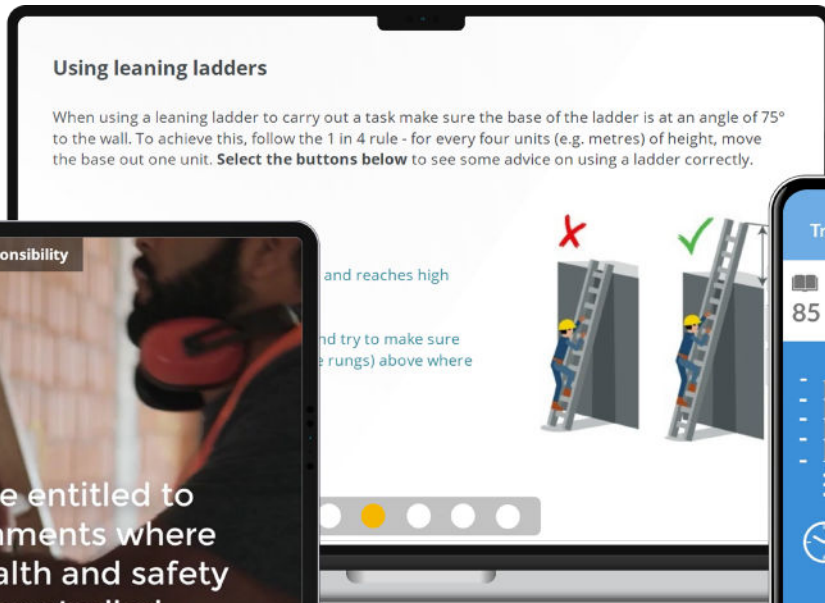 Using leaning ladders
When using a leaning ladder to carry out a task make sure the base of the ladder is at an angle of 75°
to the wall. To achieve this, follow the 1 in 4 rule - for every four units (e.g. metres) of height, move
the base out one unit. Select the buttons below to see some advice on using a ladder correctly.
and reaches high
try to make sure
rungs) above where
entitled to
where
and safety
85